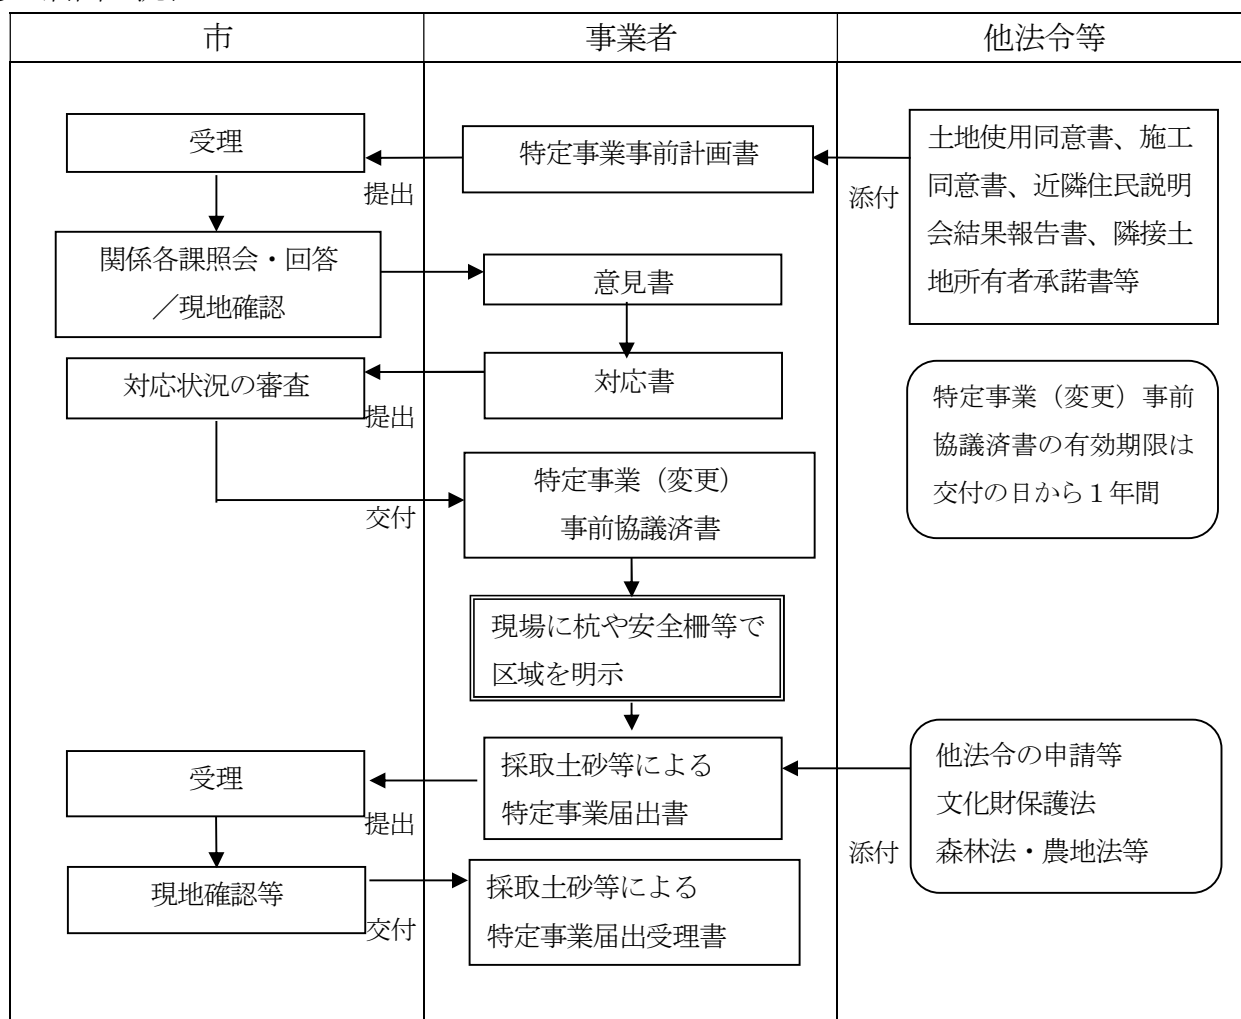 市
事業者
他法令等
受理
特定事業事前計画書
土地使用同意書、施工
同意書、近隣住民説明
会結果報告書、隣接土
地所有者承諾書等
提出
添付
関係各課照会・回答
／現地確認
意見書
対応状況の審査
対応書
提出
特定事業（変更）事前
協議済書の有効期限は
交付の日から１年間
特定事業（変更）
事前協議済書
交付
現場に杭や安全柵等で
区域を明示
受理
採取土砂等による
特定事業届出書
他法令の申請等
文化財保護法
森林法・農地法等
提出
添付
現地確認等
採取土砂等による
特定事業届出受理書
交付